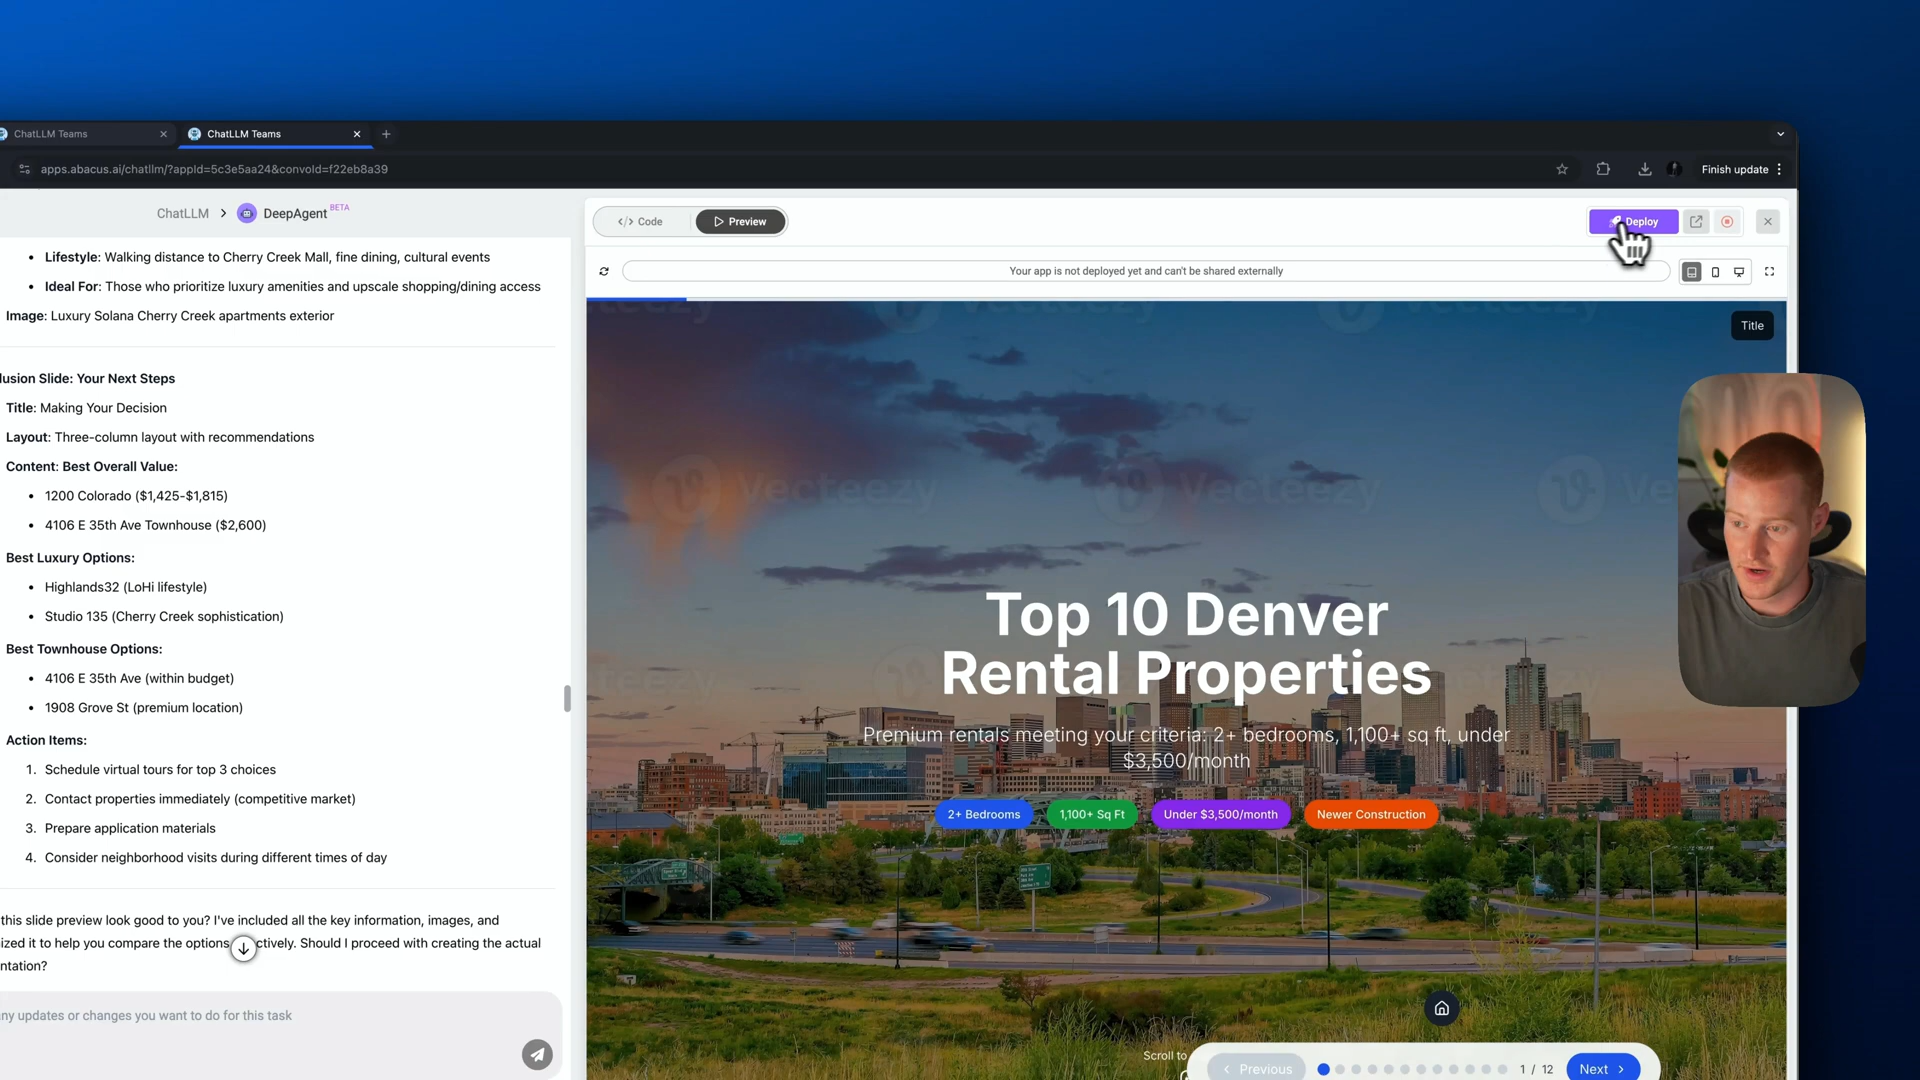 ChatLLM Teams
ChatLLM Teams
apps.abacus.ai/chatllm/?appId=5c3e5aa24&convoId=f22eb8a39
Finish update
ChatLLM > DeepAgent BETA
</> Code
Preview
Deploy
Your app is not deployed yet and can't be shared externally
Lifestyle: Walking distance to Cherry Creek Mall, fine dining, cultural events
Ideal For: Those who prioritize luxury amenities and upscale shopping/dining access
Image: Luxury Solana Cherry Creek apartments exterior
lusion Slide: Your Next Steps
Title: Making Your Decision
Layout: Three-column layout with recommendations
Content: Best Overall Value:
1200 Colorado ($1,425-$1,815)
4106 E 35th Ave Townhouse ($2,600)
Best Luxury Options:
Highlands32 (LoHi lifestyle)
Studio 135 (Cherry Creek sophistication)
Best Townhouse Options:
4106 E 35th Ave (within budget)
1908 Grove St (premium location)
Action Items:
1. Schedule virtual tours for top 3 choices
2. Contact properties immediately (competitive market)
3. Prepare application materials
4. Consider neighborhood visits during different times of day
this slide preview look good to you? I've included all the key information, images, and
ized it to help you compare the options ctively. Should I proceed with creating the actual
ntation?
ny updates or changes you want to do for this task
Title
Vecteezy
Vecteezy
Top 10 Denver
Rental Properties
Premium rentals meeting your criteria: 2+ bedrooms, 1,100+ sq ft, under
$3,500/month
2+ Bedrooms
1,100+ Sq Ft
Under $3,500/month
Newer Construction
Scroll to
Previous
1 / 12
Next